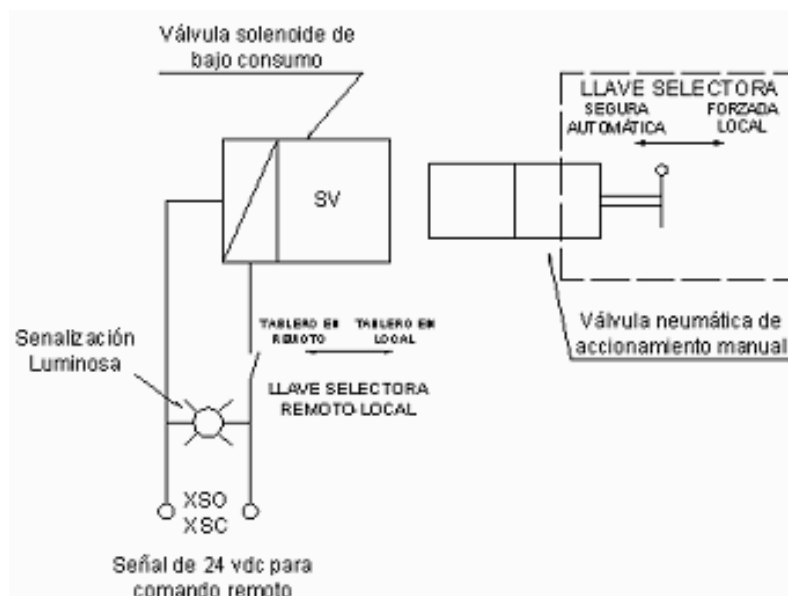 Válvula solenoide de
bajo consumo
LLAVE SELECTORA
SEGURA
AUTOMÁTICA
FORZADA
LOCAL
SV
Válvula neumática de
accionamiento manual
TABLERO EN
REMOTO
TABLERO EN
LOCAL
Senalización
Luminosa
LLAVE SELECTORA
REMOTO-LOCAL
XSO
XSC
Señal de 24 vdc para
comando remoto